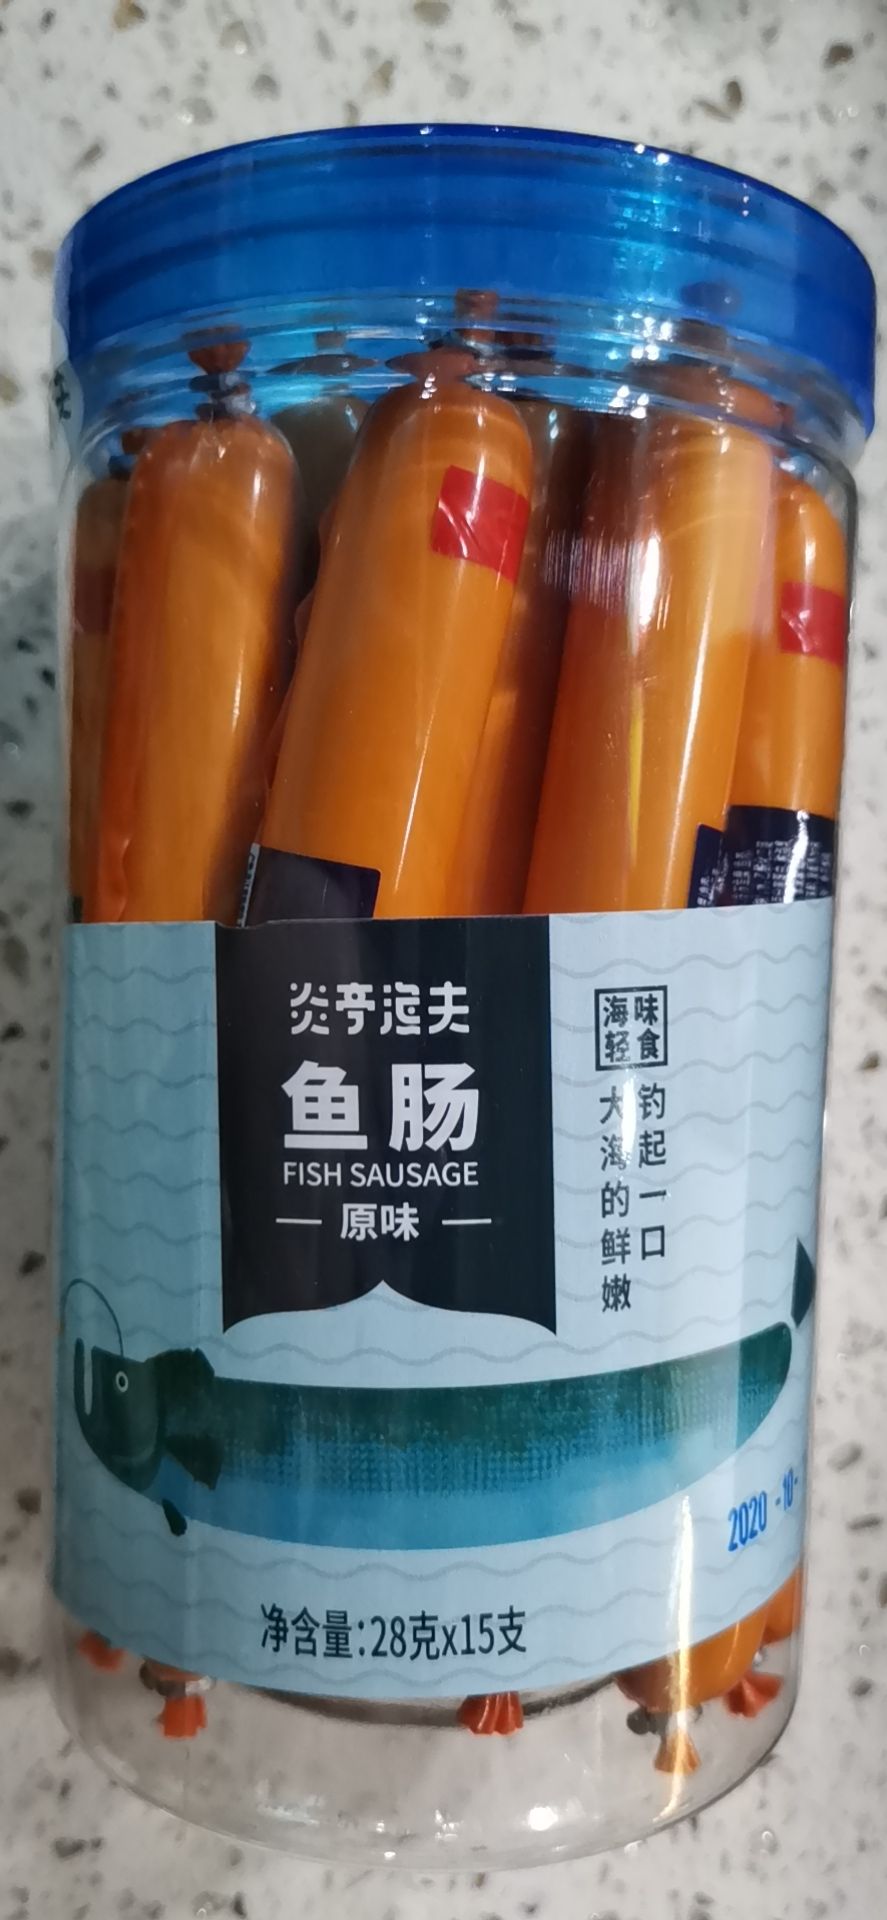 炎亭渔夫
鱼肠
FISH SAUSAGE
原味
海味
轻食
钓起一口
大海的鲜嫩
2020 -10-
净含量:28克x15支